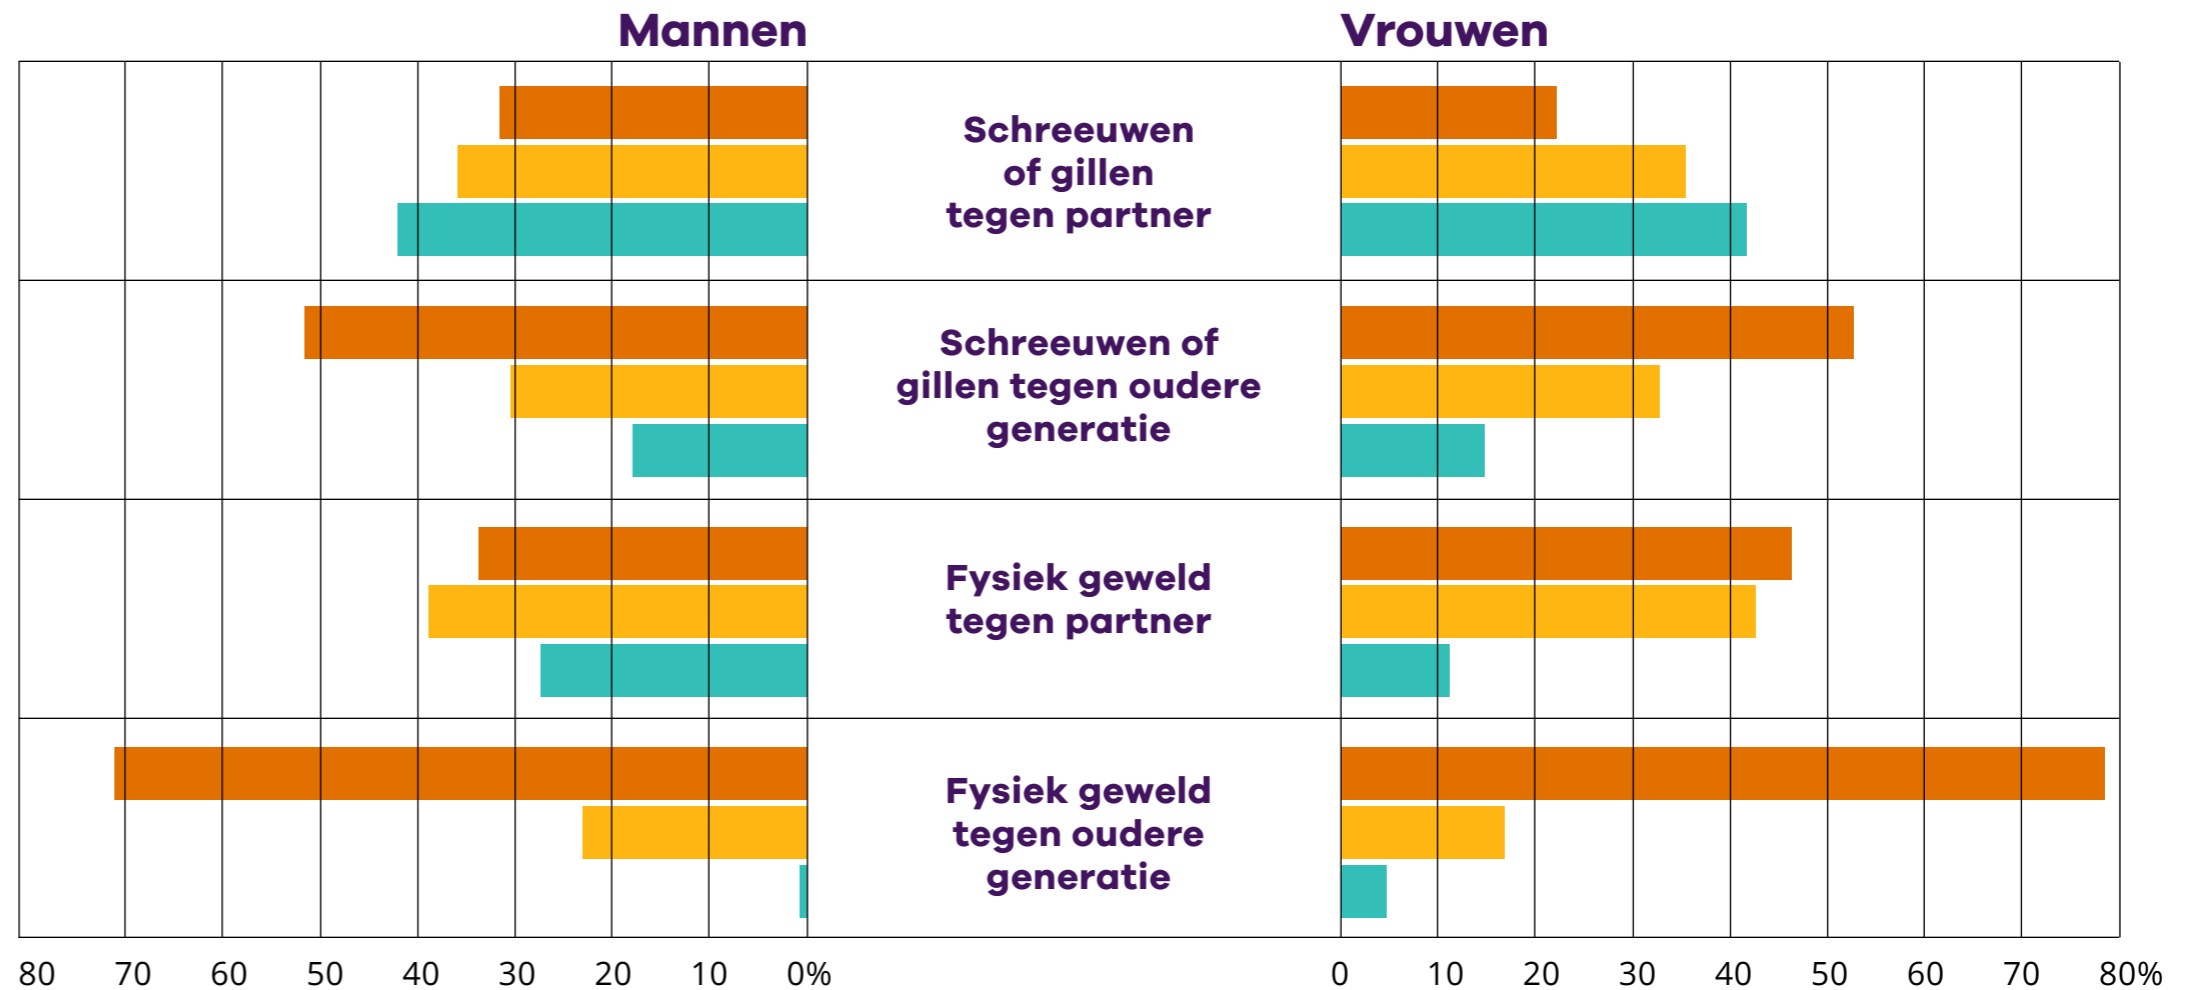 Mannen Vrouwen
Schreeuwen
of gillen
tegen partner
Schreeuwen of
gillen tegen oudere
generatie
Fysiek geweld
tegen partner
Fysiek geweld
tegen oudere
generatie
80 70 60 50 40 30 20 10 0% 0 10 20 30 40 50 60 70 80%